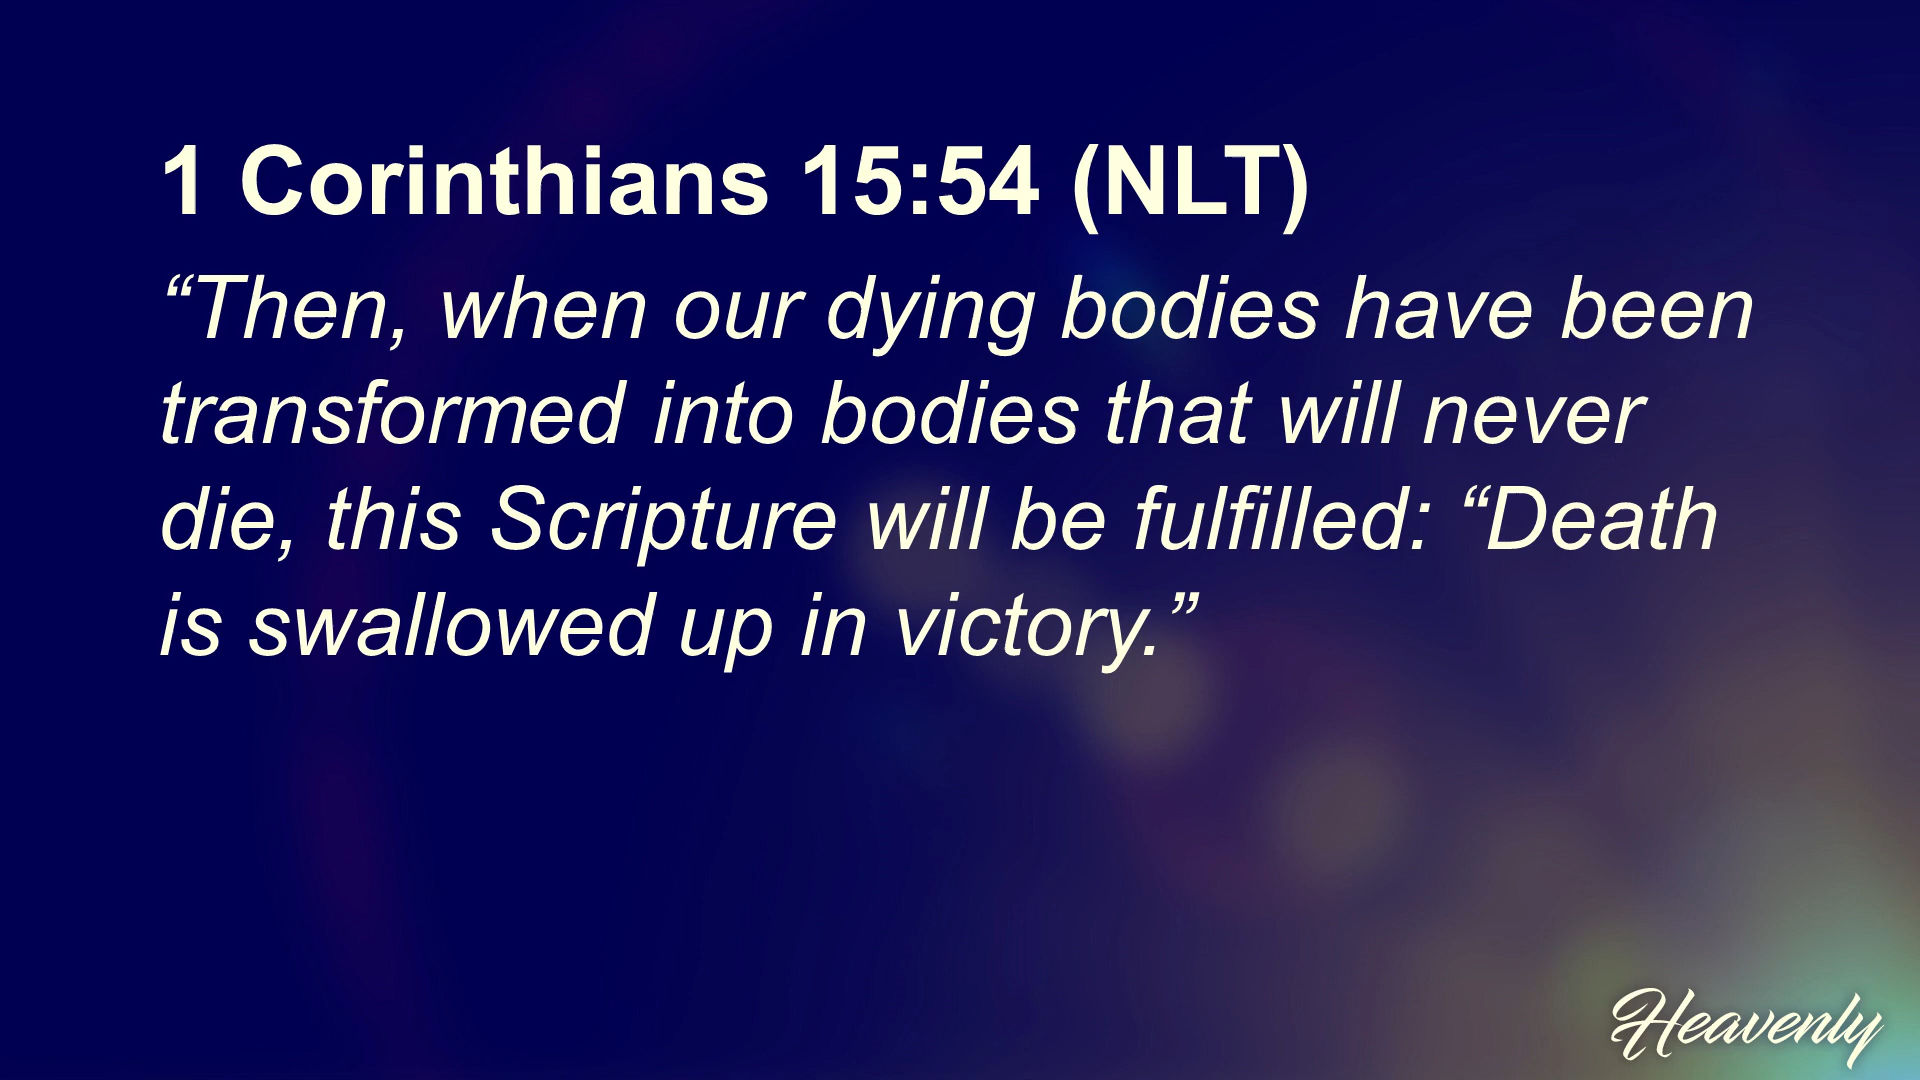 1 Corinthians 15:54 (NLT)
“Then, when our dying bodies have been
transformed into bodies that will never
die, this Scripture will be fulfilled: “Death
is swallowed up in victory.”
Heavenly